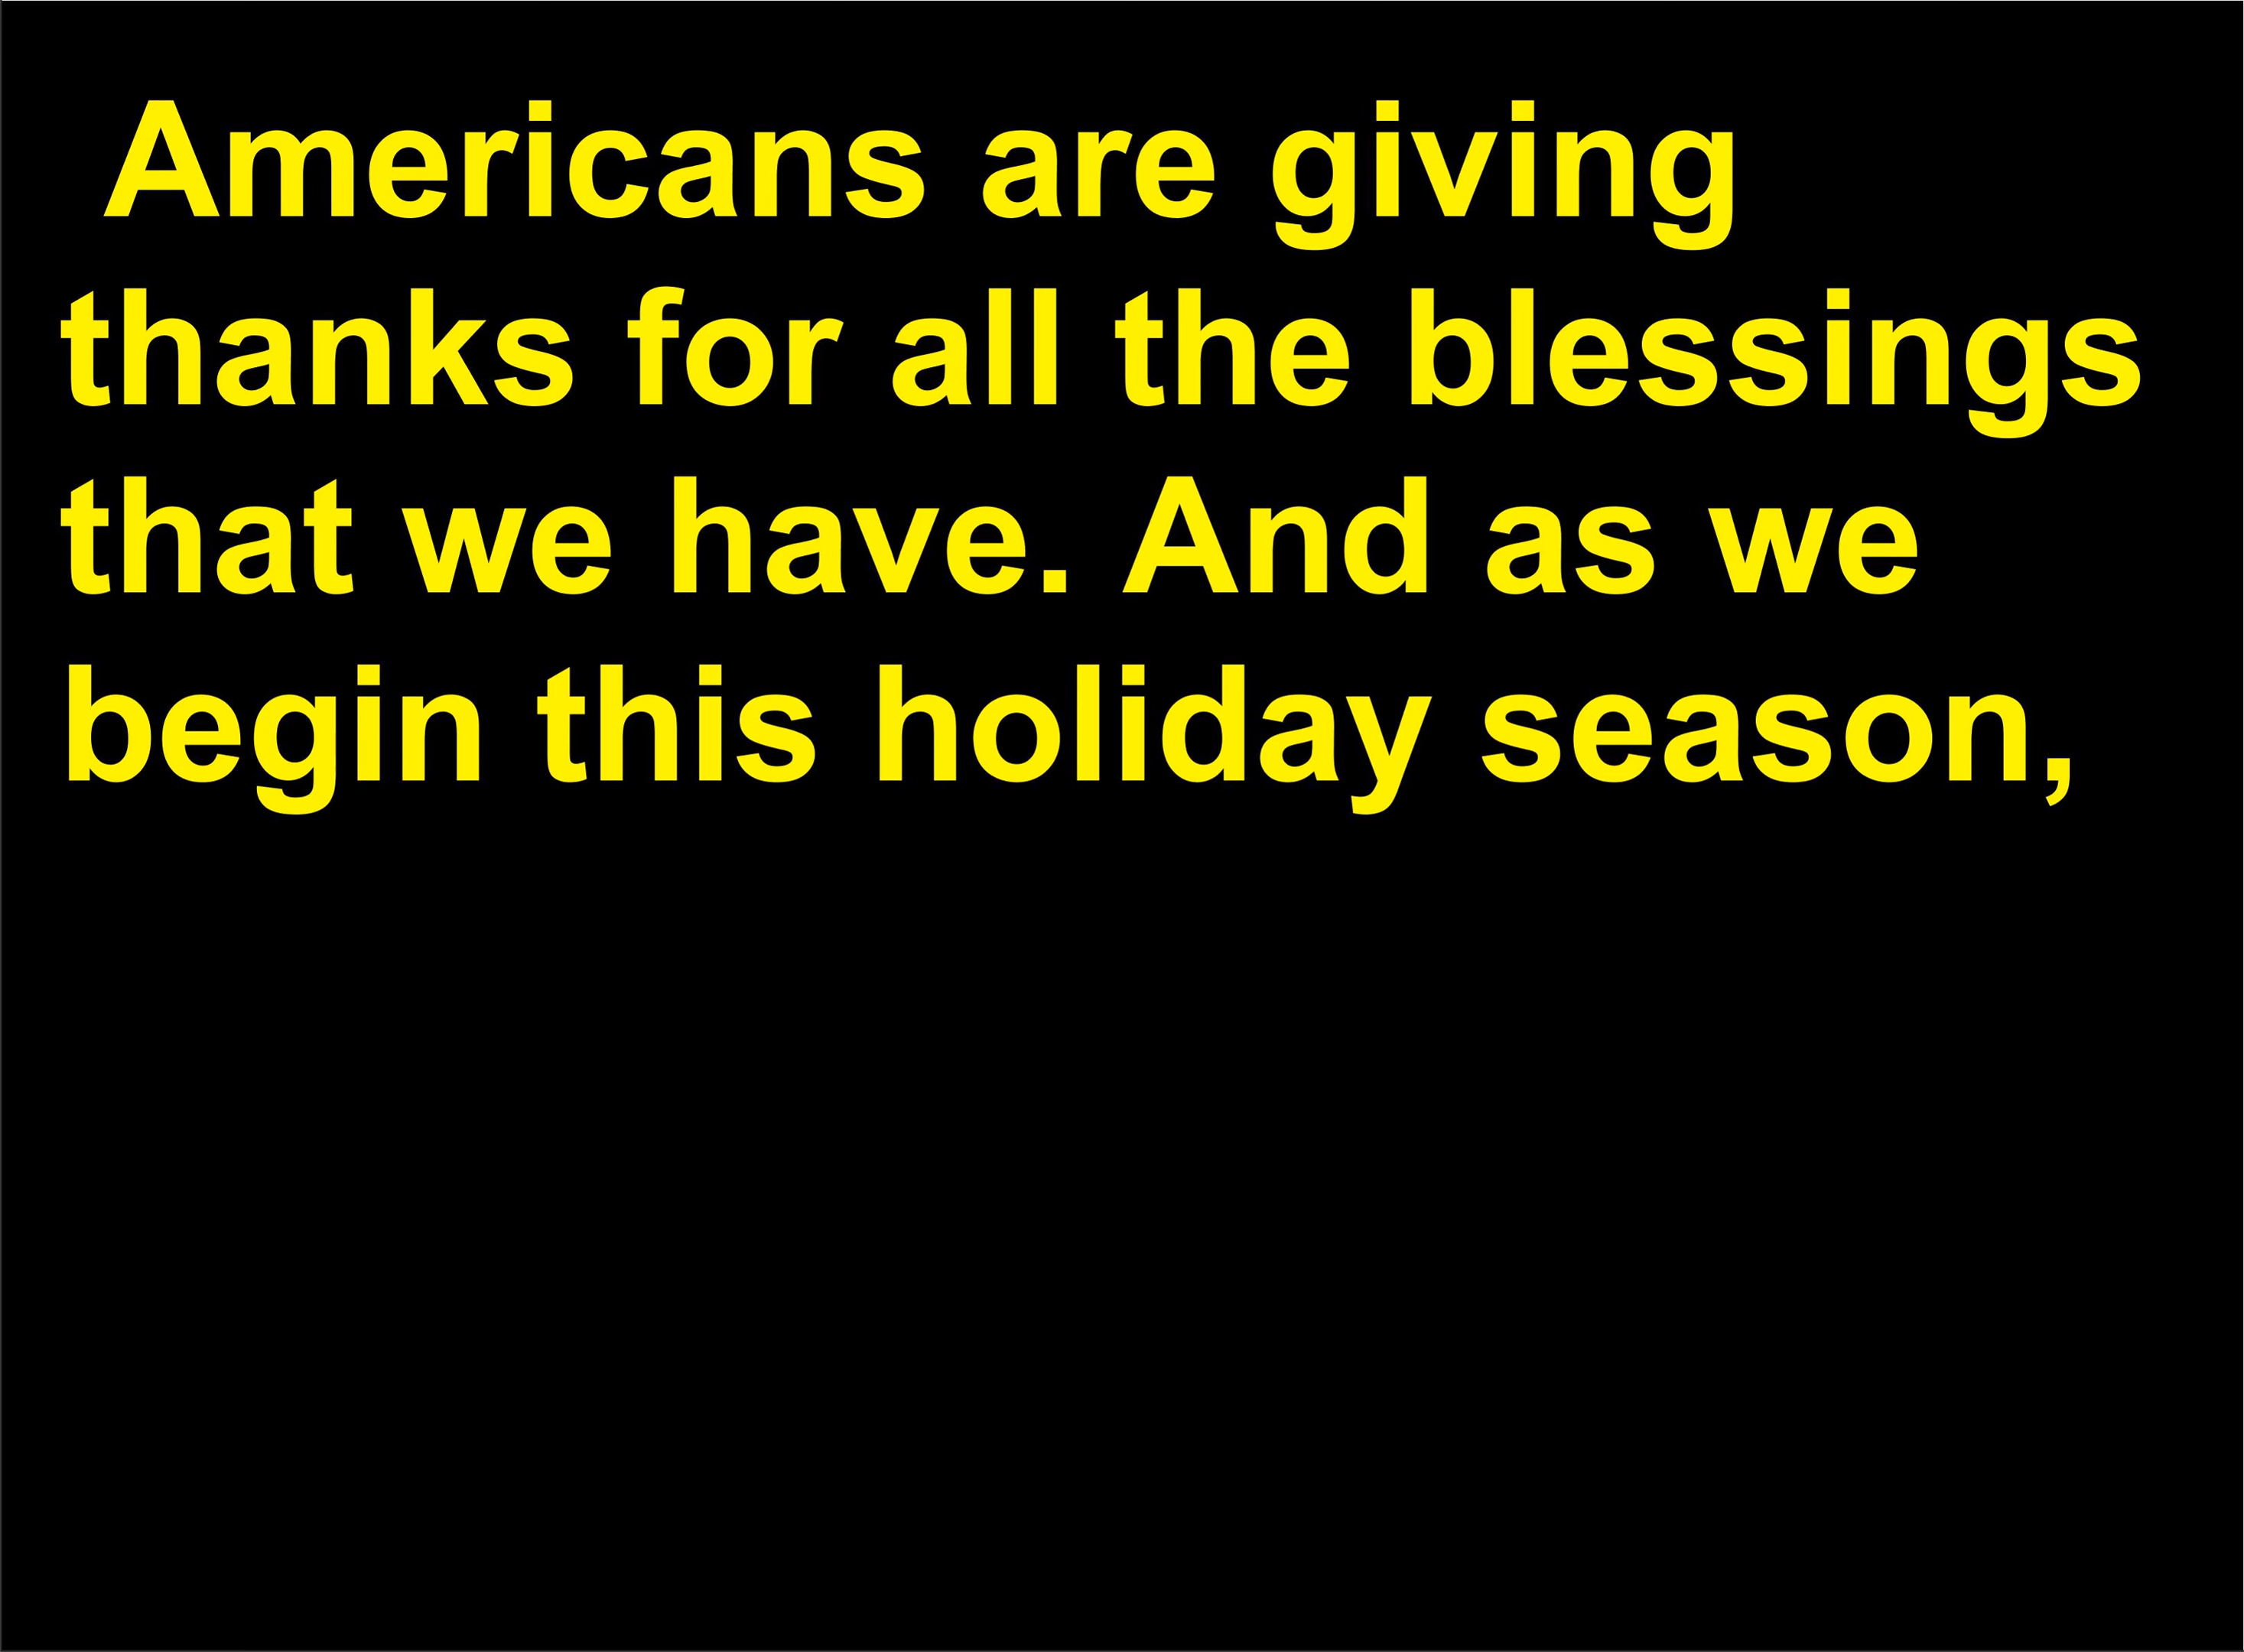 Americans are giving
thanks for all the blessings
that we have. And as we
begin this holiday season,